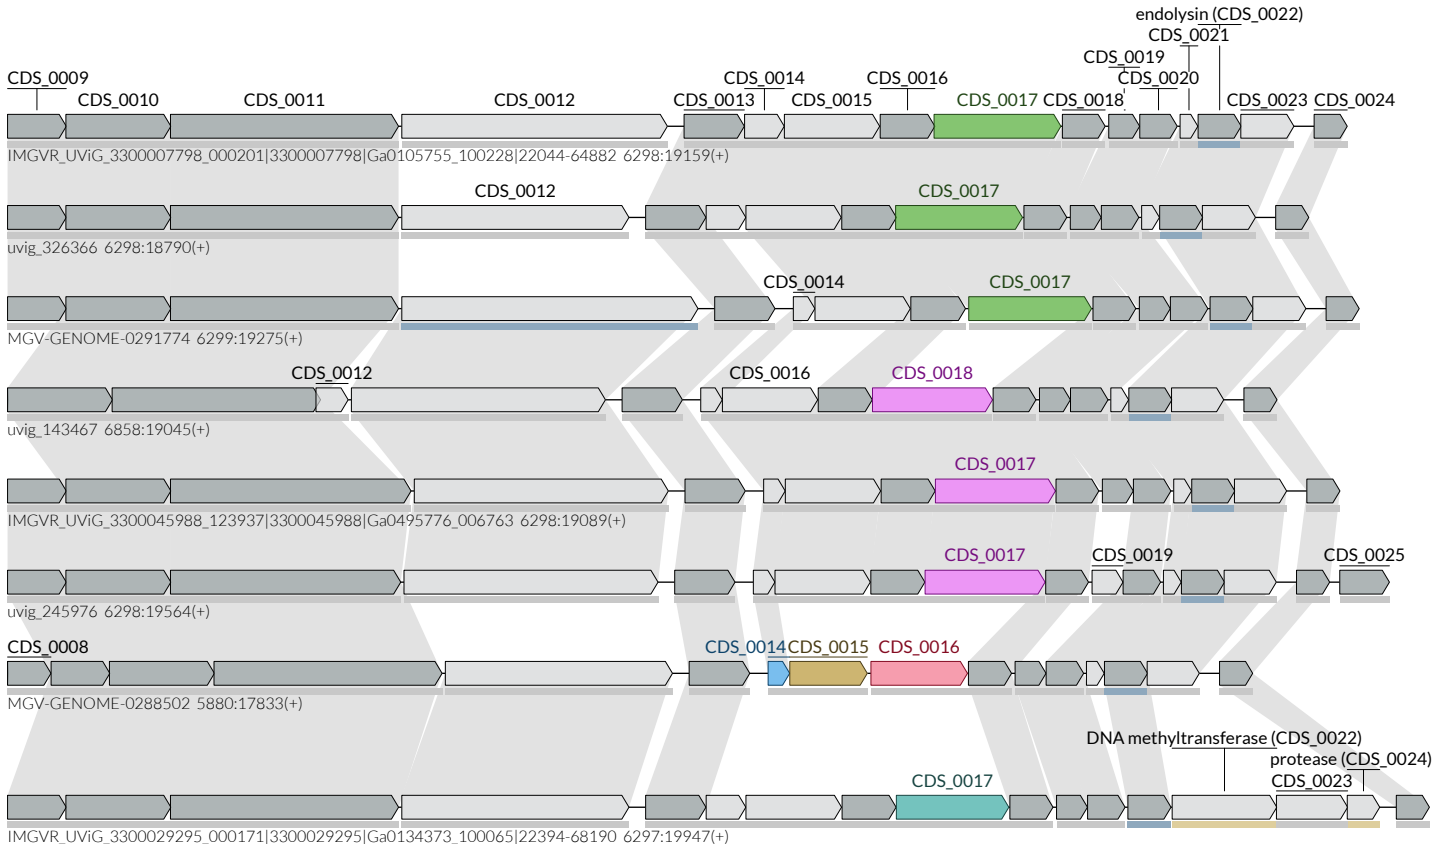 endolysin (CDS_0022)
CDS_0021
CDS_0019
CDS_0009 CDS_0014 CDS_0016 CDS_0020
CDS_0010 CDS_0011 CDS_0012 CDS_0013 CDS_0015 CDS_0017 CDS_0018 CDS_0023 CDS_0024
IMGVR_UViG_3300007798_000201|3300007798|Ga0105755_100228|22044-64882 6298:19159(+)
CDS_0012 CDS_0017
uvig_326366 6298:18790(+)
CDS_0014 CDS_0017
MGV-GENOME-0291774 6299:19275(+)
CDS_0012 CDS_0016 CDS_0018
uvig_143467 6858:19045(+)
CDS_0017
IMGVR_UViG_3300045988_123937|3300045988|Ga0495776_006763 6298:19089(+)
CDS_0017 CDS_0019 CDS_0025
uvig_245976 6298:19564(+)
CDS_0008 CDS_0014 CDS_0015 CDS_0016
MGV-GENOME-0288502 5880:17833(+)
DNA methyltransferase (CDS_0022)
protease (CDS_0024)
CDS_0017 CDS_0023
IMGVR_UViG_3300029295_000171|3300029295|Ga0134373_100065|22394-68190 6297:19947(+)